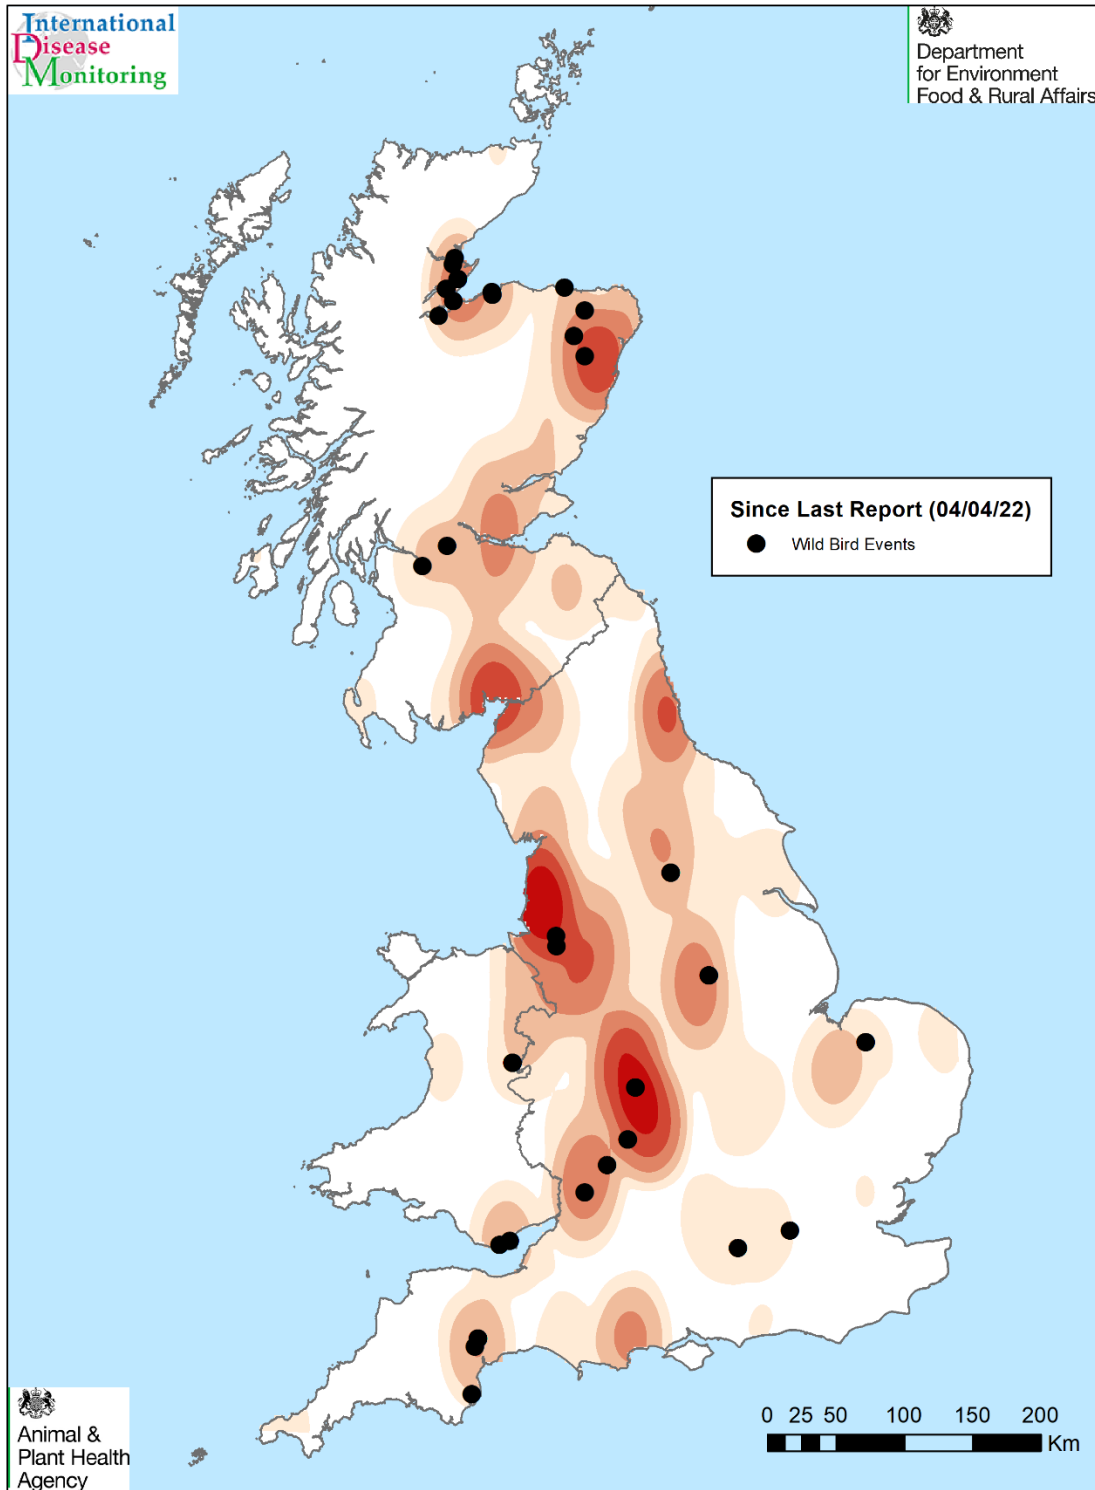 International
Disease
Monitoring
Department
for Environment
Food & Rural Affairs
Since Last Report (04/04/22)
Wild Bird Events
0 25 50 100 150 200
Km
Animal &
Plant Health
Agency